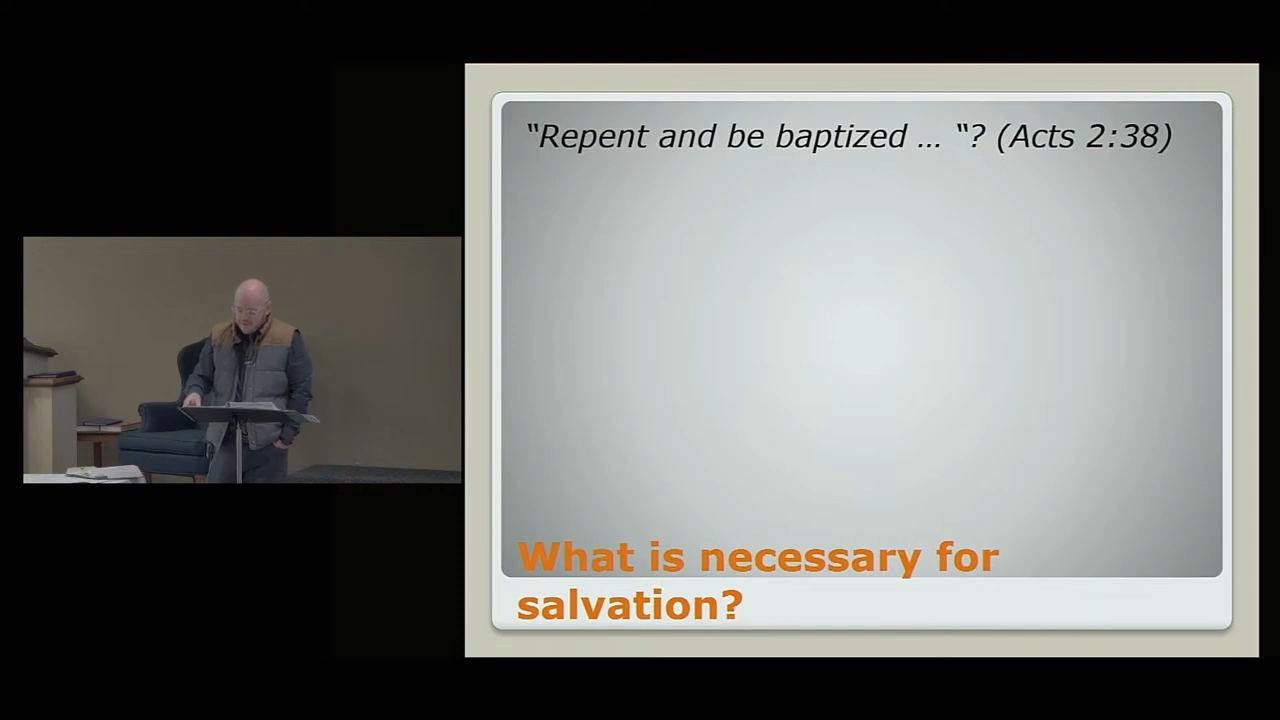 “Repent and be baptized … “? (Acts 2:38)
What is necessary for
salvation?